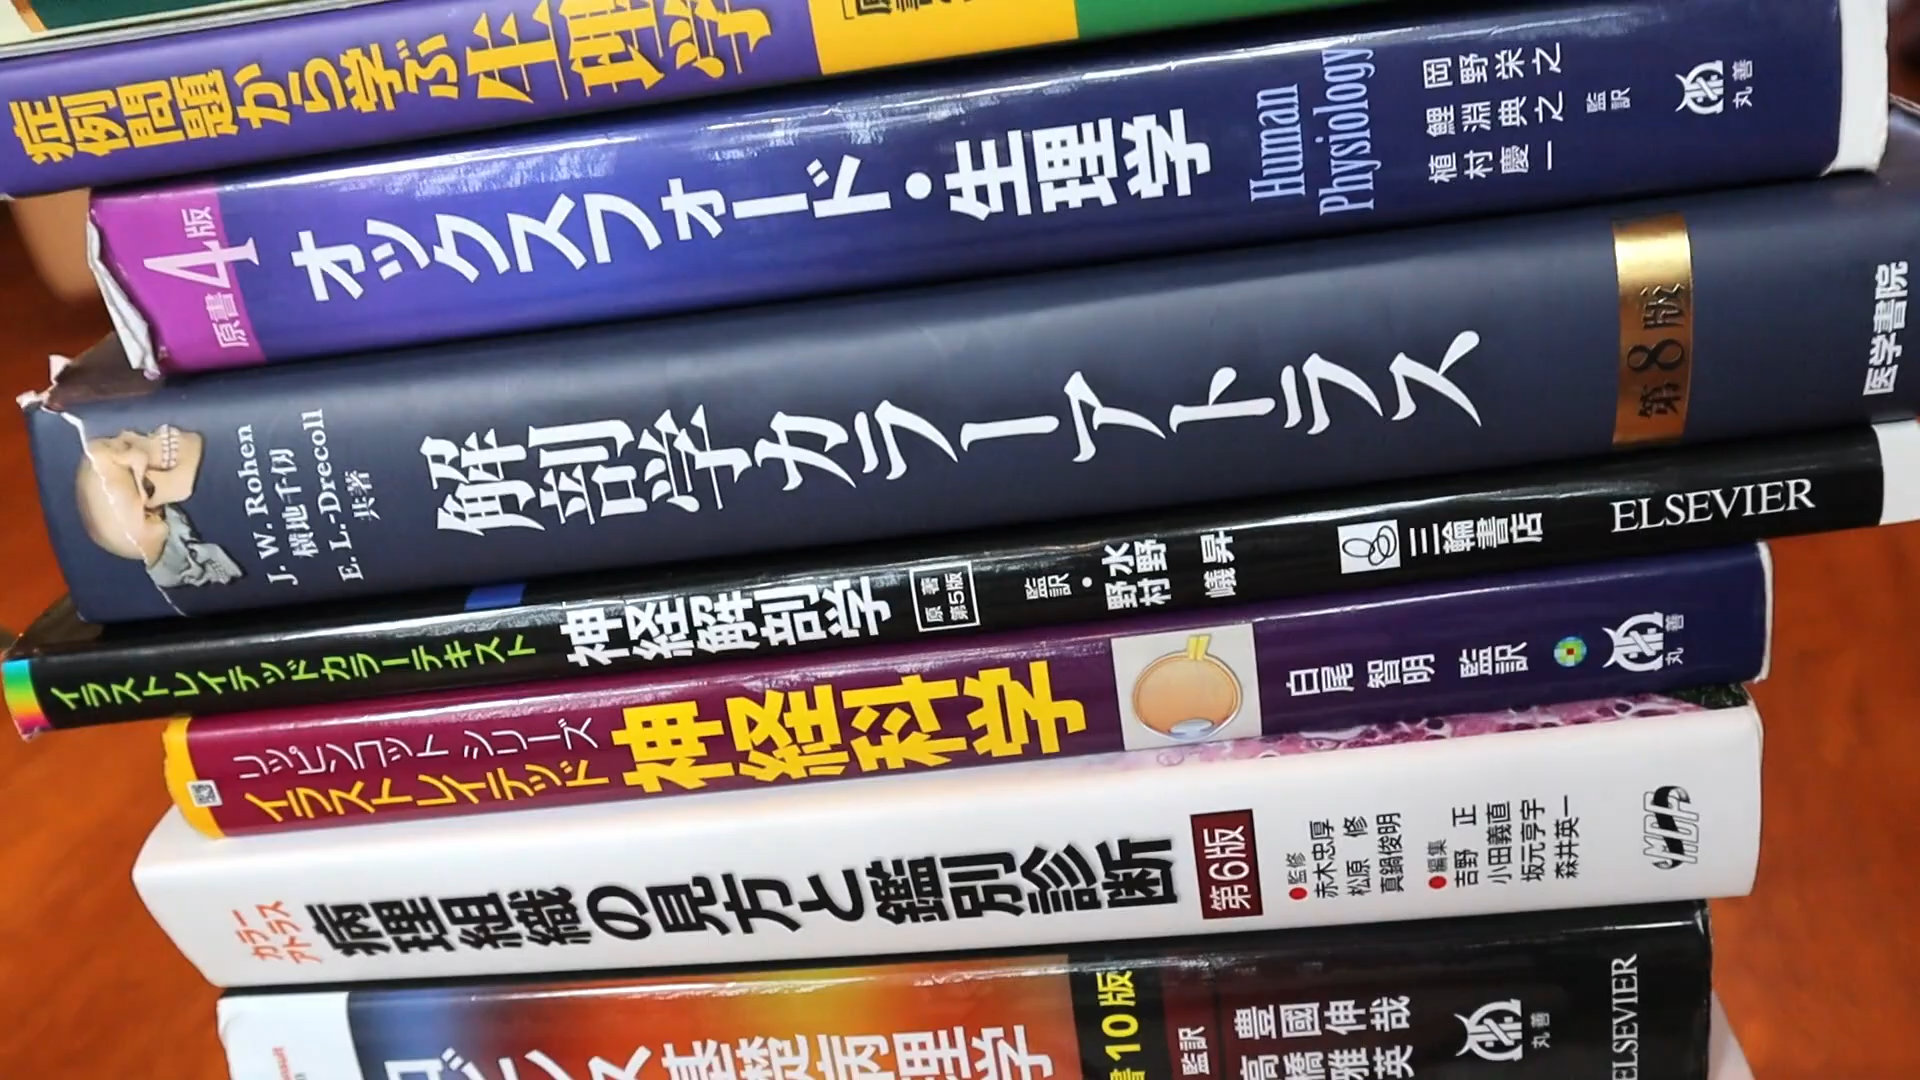 症例問題から学ぶ生理学
原書4版
オックスフォード・生理学
Human
Physiology
岡野栄之
鯉淵典之
植村慶一
監訳
丸善
J. W. Rohen
横地千仭
E. L.-Drecoll
共著
解剖学カラーアトラス
第8版
医学書院
イラストレイテッドカラーテキスト
神経解剖学
原著
第5版
監訳
水野 昇
野村 嶬
三輪書店
ELSEVIER
リッピンコットシリーズ
イラストレイテッド
神経科学
白尾智明 監訳
丸善
カラー
アトラス
病理組織の見方と鑑別診断
第6版
●監修
赤木忠厚
松原 修
真鍋俊明
●編集
吉野 正
小田義直
坂元亨宇
森井英一
ビンス基礎病理学
書10版
監訳
豊國伸哉
高橋雅英
丸善
ELSEVIER